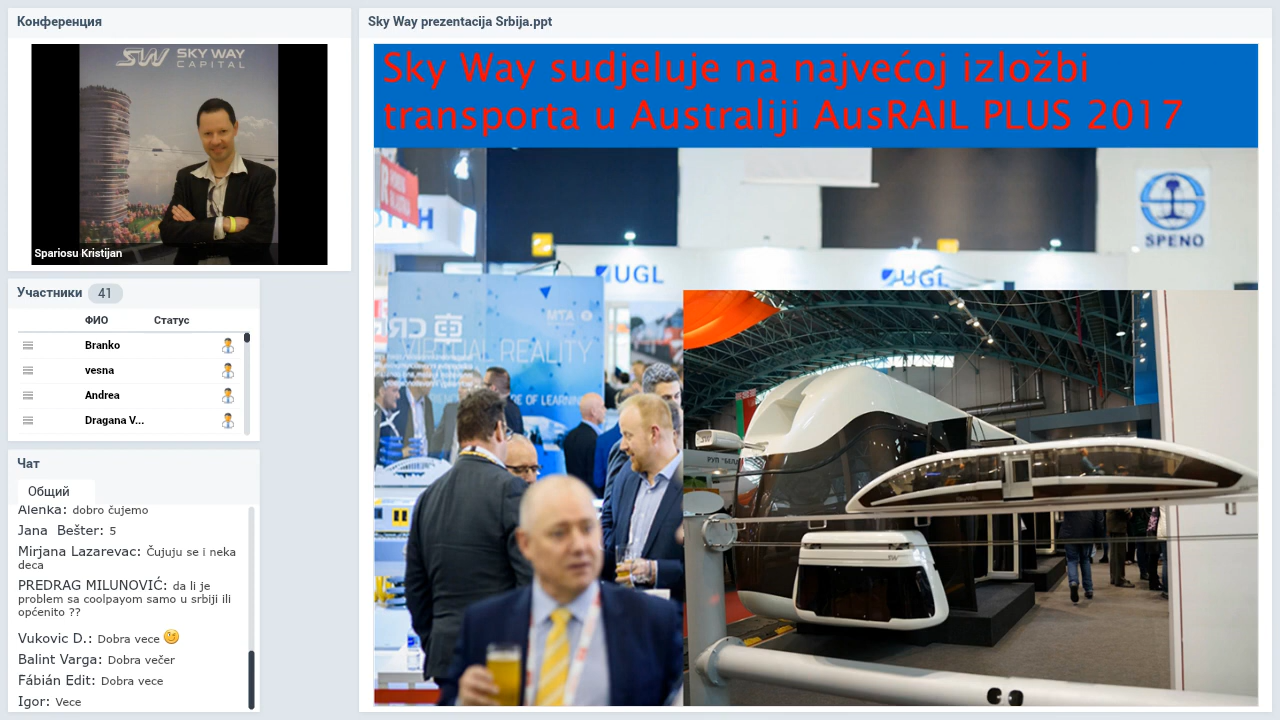 Конференция
SKY WAY
CAPITAL
Spariosu Kristijan
Участники 41
ФИО Статус
Branko
vesna
Andrea
Dragana V...
Чат
Общий
Alenka: dobro čujemo
Jana Bešter: 5
Mirjana Lazarevac: Čujuju se i neka
deca
PREDRAG MILUNOVIĆ: da li je
problem sa coolpayom samo u srbiji ili
općenito ??
Vukovic D.: Dobra vece
Balint Varga: Dobra večer
Fábián Edit: Dobra vece
Igor: Vece
Sky Way prezentacija Srbija.ppt
Sky Way sudjeluje na najvećoj izložbi
transporta u Australiji AusRAIL PLUS 2017
SPENO
UGL
UGL
VIRTUAL REALITY